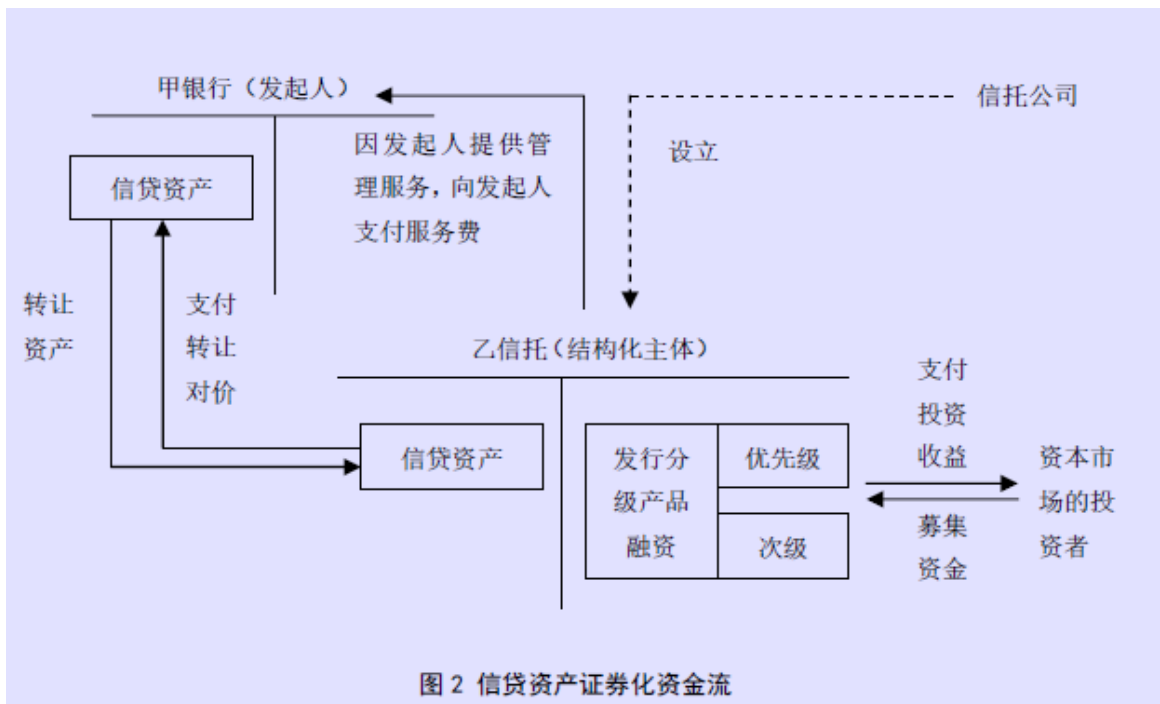 甲银行（发起人）
信托公司
因发起人提供管
理服务，向发起人
支付服务费
设立
信贷资产
转让
资产
支付
转让
对价
乙信托（结构化主体）
信贷资产
发行分
级产品
融资
优先级
次级
支付
投资
收益
募集
资金
资本市
场的投
资者
图 2 信贷资产证券化资金流